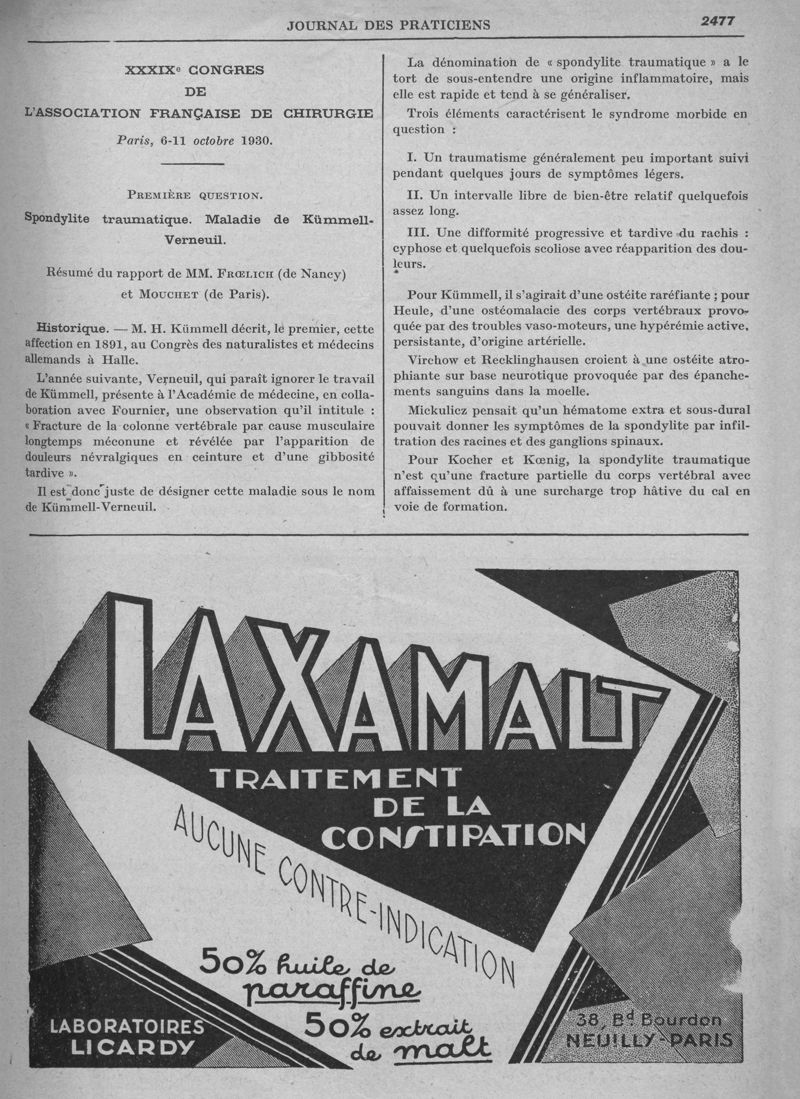 JOURNAL DES PRATICIENS
2477
XXXIXe CONGRES
DE
L'ASSOCIATION FRANÇAISE DE CHIRURGIE
Paris, 6-11 octobre 1930.
PREMIÈRE QUESTION.
Spondylite traumatique. Maladie de Kümmell-
Verneuil.
Résumé du rapport de MM. FRŒLICH (de Nancy)
et MOUCHET (de Paris).
Historique. — M. H. Kümmell décrit, le premier, cette
affection en 1891, au Congrès des naturalistes et médecins
allemands à Halle.
L'année suivante, Verneuil, qui paraît ignorer le travail
de Kümmell, présente à l'Académie de médecine, en colla-
boration avec Fournier, une observation qu'il intitule :
« Fracture de la colonne vertébrale par cause musculaire
longtemps méconune et révélée par l'apparition de
douleurs névralgiques en ceinture et d'une gibbosité
tardive ».
Il est donc juste de désigner cette maladie sous le nom
de Kümmell-Verneuil.
La dénomination de « spondylite traumatique » a le
tort de sous-entendre une origine inflammatoire, mais
elle est rapide et tend à se généraliser.
Trois éléments caractérisent le syndrome morbide en
question :
I. Un traumatisme généralement peu important suivi
pendant quelques jours de symptômes légers.
II. Un intervalle libre de bien-être relatif quelquefois
assez long.
III. Une difformité progressive et tardive du rachis :
cyphose et quelquefois scoliose avec réapparition des dou-
leurs.
Pour Kümmell, il s'agirait d'une ostéite raréfiante ; pour
Heule, d'une ostéomalacie des corps vertébraux provo-
quée par des troubles vaso-moteurs, une hypérémie active,
persistante, d'origine artérielle.
Virchow et Recklinghausen croient à une ostéite atro-
phiante sur base neurotique provoquée par des épanche-
ments sanguins dans la moelle.
Mickulicz pensait qu'un hématome extra et sous-dural
pouvait donner les symptômes de la spondylite par infil-
tration des racines et des ganglions spinaux.
Pour Kocher et Kœnig, la spondylite traumatique
n'est qu'une fracture partielle du corps vertébral avec
affaissement dû à une surcharge trop hâtive du cal en
voie de formation.
LAXAMALT
TRAITEMENT
DE LA
CONSTIPATION
AUCUNE CONTRE-INDICATION
50% huile de
paraffine
50% extrait
de malt
LABORATOIRES
LICARDY
38, Bd Bourdon
NEUILLY-PARIS